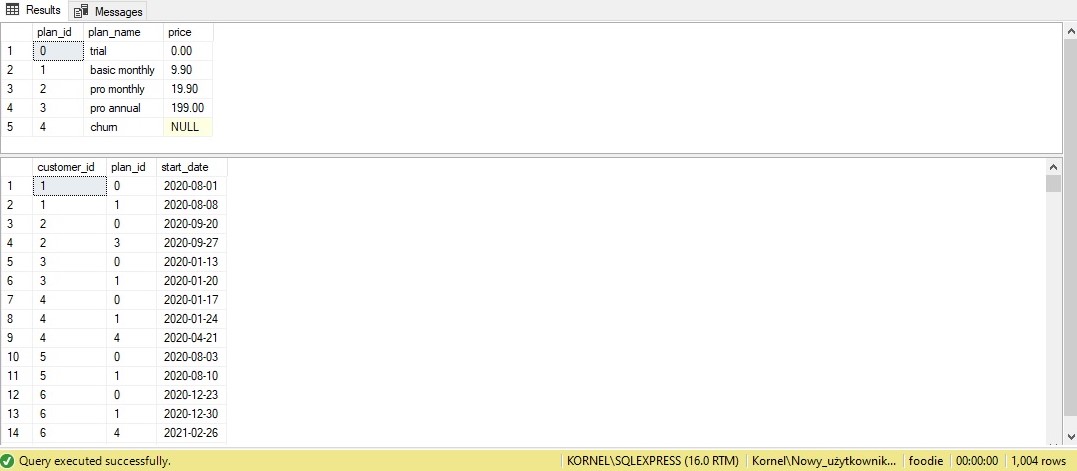 Results Messages
plan_id plan_name price
1 0 trial 0.00
2 1 basic monthly 9.90
3 2 pro monthly 19.90
4 3 pro annual 199.00
5 4 churn NULL
customer_id plan_id start_date
1 1 0 2020-08-01
2 1 1 2020-08-08
3 2 0 2020-09-20
4 2 3 2020-09-27
5 3 0 2020-01-13
6 3 1 2020-01-20
7 4 0 2020-01-17
8 4 1 2020-01-24
9 4 4 2020-04-21
10 5 0 2020-08-03
11 5 1 2020-08-10
12 6 0 2020-12-23
13 6 1 2020-12-30
14 6 4 2021-02-26
Query executed successfully. KORNEL\SQLEXPRESS (16.0 RTM) Kornel\Nowy_użytkownik... foodie 00:00:00 1,004 rows